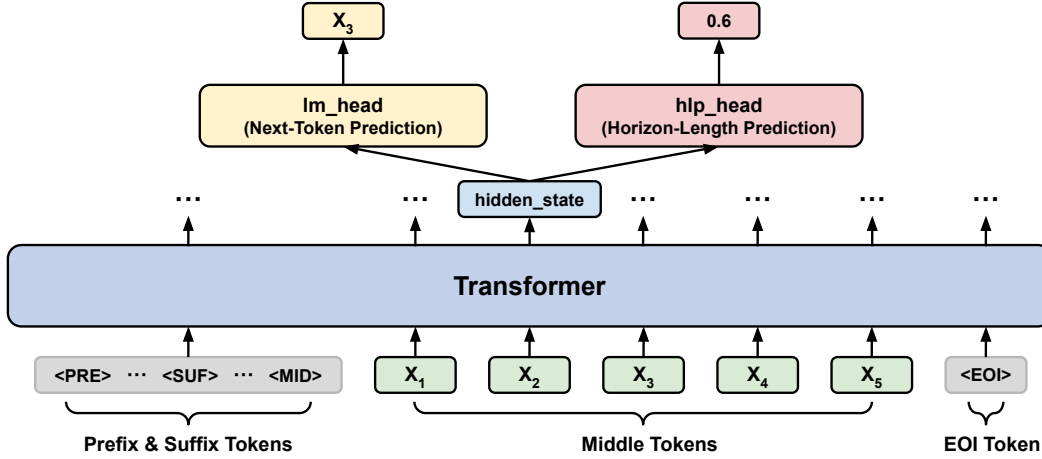 X₃ 0.6
lm_head
(Next-Token Prediction)
hlp_head
(Horizon-Length Prediction)
... ... hidden_state ... ... ... ...
Transformer
<PRE> ... <SUF> ... <MID> X₁ X₂ X₃ X₄ X₅ <EOI>
Prefix & Suffix Tokens Middle Tokens EOI Token